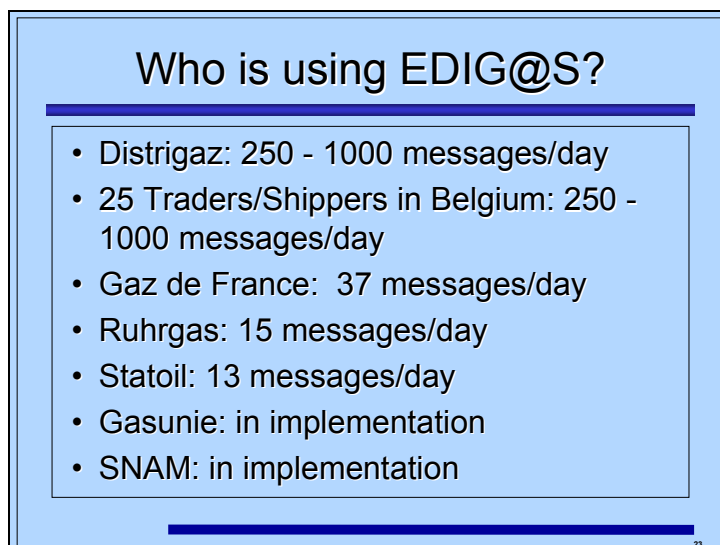 Who is using EDIG@S?
• Distrigaz: 250 - 1000 messages/day
• 25 Traders/Shippers in Belgium: 250 -
1000 messages/day
• Gaz de France:  37 messages/day
• Ruhrgas: 15 messages/day
• Statoil: 13 messages/day
• Gasunie: in implementation
• SNAM: in implementation
23